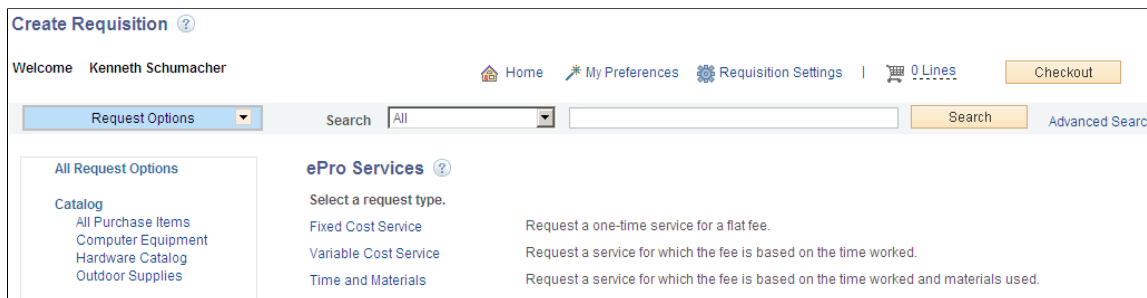 Create Requisition ?
Welcome Kenneth Schumacher
Home My Preferences Requisition Settings | 0 Lines Checkout
Request Options Search All Search Advanced Searc
All Request Options
Catalog
All Purchase Items
Computer Equipment
Hardware Catalog
Outdoor Supplies
ePro Services ?
Select a request type.
Fixed Cost Service Request a one-time service for a flat fee.
Variable Cost Service Request a service for which the fee is based on the time worked.
Time and Materials Request a service for which the fee is based on the time worked and materials used.